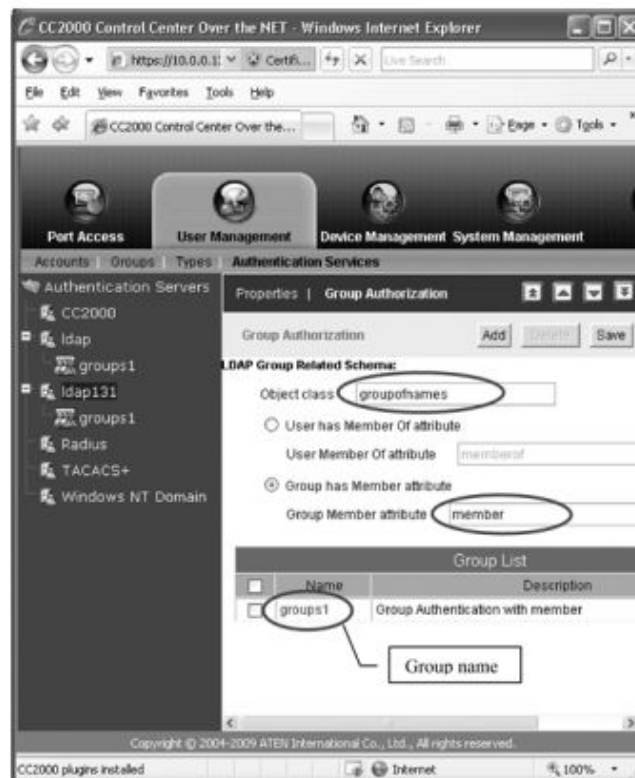 CC2000 Control Center Over the NET - Windows Internet Explorer
https://10.0.0.1: Certifi... Live Search
File Edit View Favorites Tools Help
CC2000 Control Center Over the... Page Tools
Port Access User Management Device Management System Management
Accounts Groups Types Authentication Services
Authentication Servers
CC2000
ldap
groups1
ldap131
groups1
Radius
TACACS+
Windows NT Domain
Properties | Group Authorization
Group Authorization Add Delete Save
LDAP Group Related Schema:
Object class groupofnames
User has Member Of attribute
User Member Of attribute memberof
Group has Member attribute
Group Member attribute member
Group List
Name Description
groups1 Group Authentication with member
Group name
Copyright © 2004-2009 ATEN International Co., Ltd., All rights reserved.
CC2000 plugins installed Internet 100%